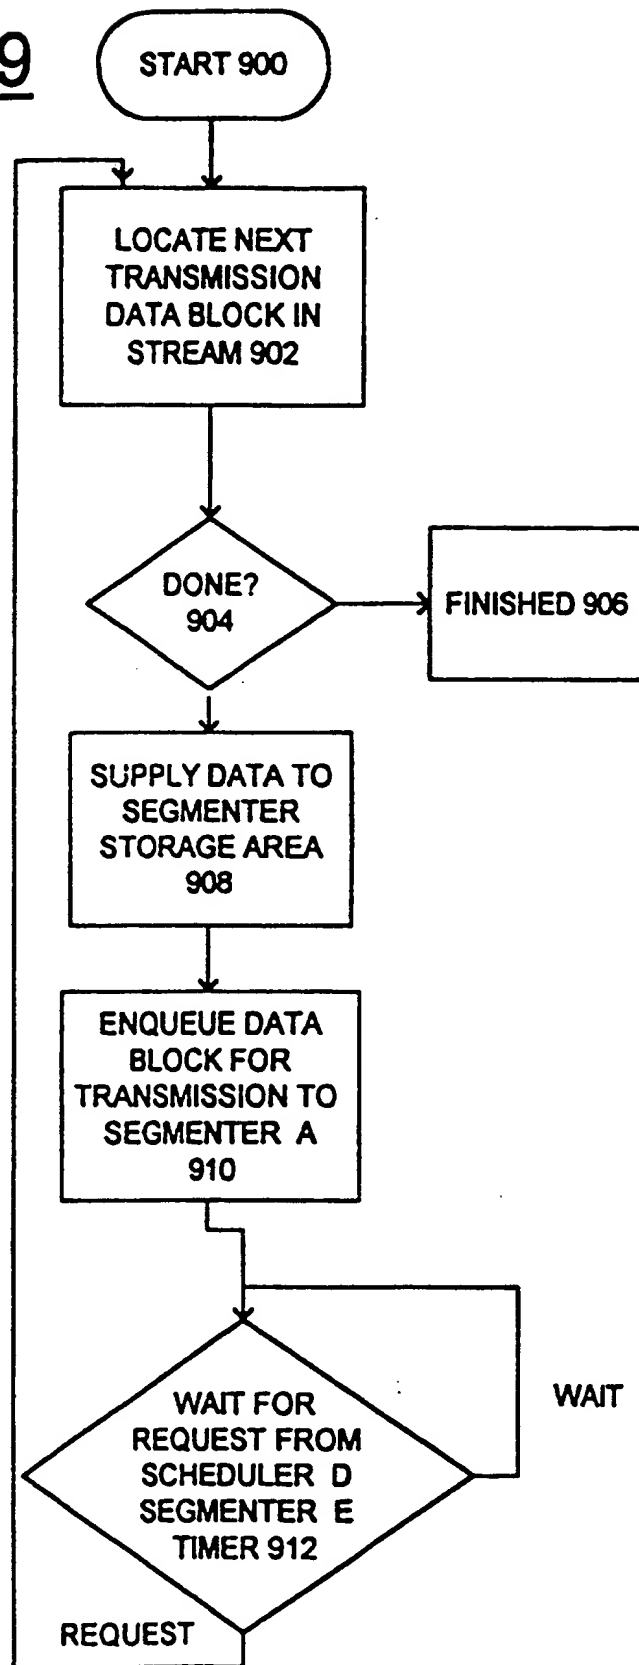 9
START 900
LOCATE NEXT
TRANSMISSION
DATA BLOCK IN
STREAM 902
DONE?
904
FINISHED 906
SUPPLY DATA TO
SEGMENTER
STORAGE AREA
908
ENQUEUE DATA
BLOCK FOR
TRANSMISSION TO
SEGMENTER A
910
WAIT FOR
REQUEST FROM
SCHEDULER D
SEGMENTER E
TIMER 912
WAIT
REQUEST